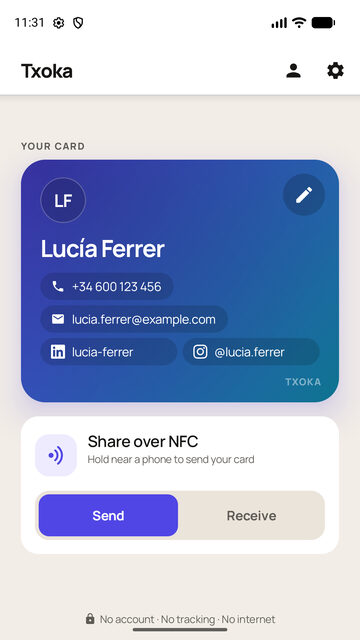 11:31
Txoka
YOUR CARD
LF
Lucía Ferrer
+34 600 123 456
lucia.ferrer@example.com
lucia-ferrer
@lucia.ferrer
TXOKA
Share over NFC
Hold near a phone to send your card
Send
Receive
No account · No tracking · No internet